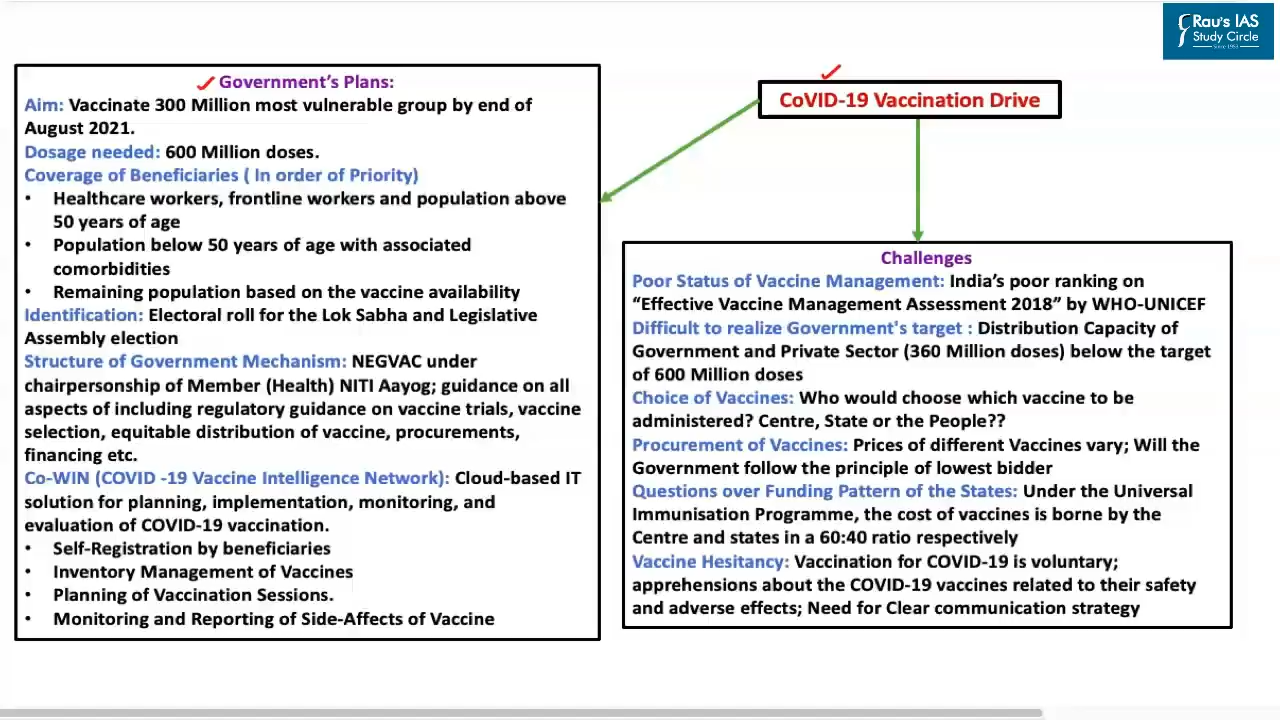 Rau's IAS
Study Circle
Since 1953
Government's Plans:
Aim: Vaccinate 300 Million most vulnerable group by end of
August 2021.
Dosage needed: 600 Million doses.
Coverage of Beneficiaries ( In order of Priority)
• Healthcare workers, frontline workers and population above
50 years of age
• Population below 50 years of age with associated
comorbidities
• Remaining population based on the vaccine availability
Identification: Electoral roll for the Lok Sabha and Legislative
Assembly election
Structure of Government Mechanism: NEGVAC under
chairpersonship of Member (Health) NITI Aayog; guidance on all
aspects of including regulatory guidance on vaccine trials, vaccine
selection, equitable distribution of vaccine, procurements,
financing etc.
Co-WIN (COVID -19 Vaccine Intelligence Network): Cloud-based IT
solution for planning, implementation, monitoring, and
evaluation of COVID-19 vaccination.
• Self-Registration by beneficiaries
• Inventory Management of Vaccines
• Planning of Vaccination Sessions.
• Monitoring and Reporting of Side-Affects of Vaccine
CoVID-19 Vaccination Drive
Challenges
Poor Status of Vaccine Management: India's poor ranking on
“Effective Vaccine Management Assessment 2018” by WHO-UNICEF
Difficult to realize Government's target : Distribution Capacity of
Government and Private Sector (360 Million doses) below the target
of 600 Million doses
Choice of Vaccines: Who would choose which vaccine to be
administered? Centre, State or the People??
Procurement of Vaccines: Prices of different Vaccines vary; Will the
Government follow the principle of lowest bidder
Questions over Funding Pattern of the States: Under the Universal
Immunisation Programme, the cost of vaccines is borne by the
Centre and states in a 60:40 ratio respectively
Vaccine Hesitancy: Vaccination for COVID-19 is voluntary;
apprehensions about the COVID-19 vaccines related to their safety
and adverse effects; Need for Clear communication strategy